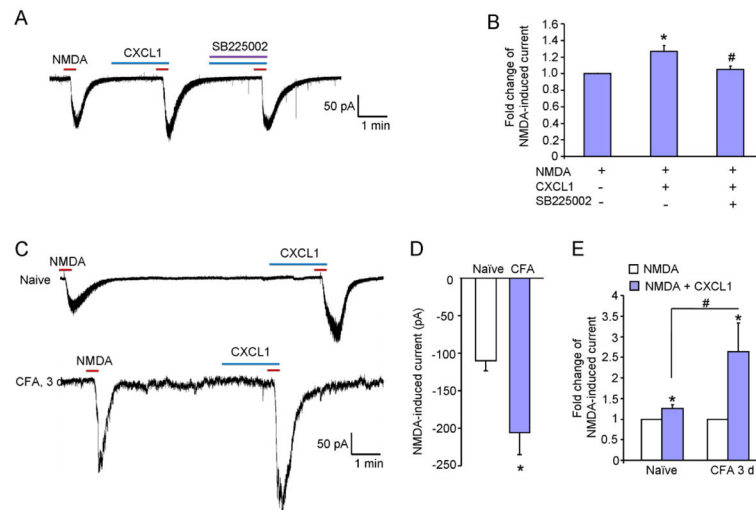 A
NMDA
CXCL1
SB225002
50 pA
1 min
B
Fold change of
NMDA-induced current
1.6
1.4
1.2
1.0
0.8
0.6
0.4
0.2
0
*
#
NMDA + + +
CXCL1 - + +
SB225002 - - +
C
NMDA
CXCL1
Naive
NMDA
CXCL1
CFA, 3 d
50 pA
1 min
D
Naïve CFA
NMDA-induced current (pA)
0
-50
-100
-150
-200
-250
*
E
NMDA
NMDA + CXCL1
Fold change of
NMDA-induced current
3.5
3
2.5
2
1.5
1
0.5
0
#
*
*
Naïve CFA 3 d